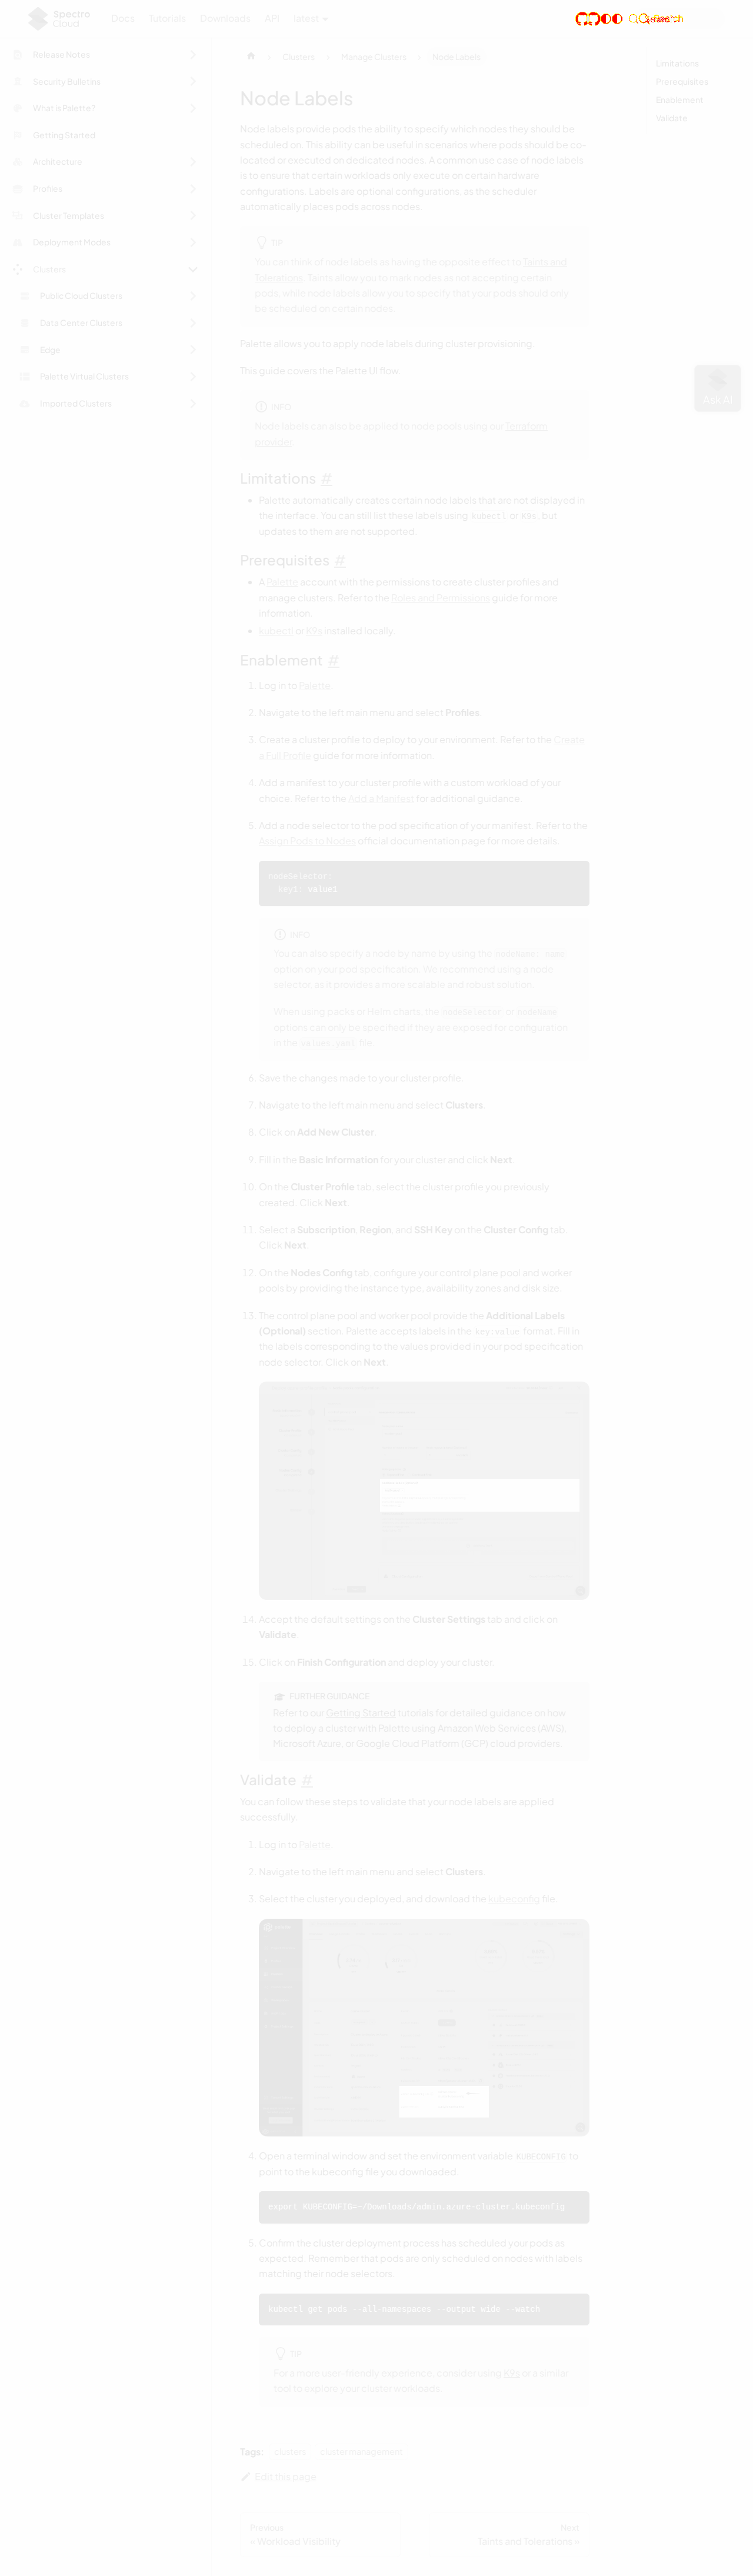 Spectro
Cloud
Docs Tutorials Downloads API latest
Release Notes
Security Bulletins
What is Palette?
Getting Started
Architecture
Profiles
Cluster Templates
Deployment Modes
Clusters
Public Cloud Clusters
Data Center Clusters
Edge
Palette Virtual Clusters
Imported Clusters
Clusters Manage Clusters Node Labels
Node Labels
Node labels provide pods the ability to specify which nodes they should be
scheduled on. This ability can be useful in scenarios where pods should be co-
located or executed on dedicated nodes. A common use case of node labels
is to ensure that certain workloads only execute on certain hardware
configurations. Labels are optional configurations, as the scheduler
automatically places pods across nodes.
TIP
You can think of node labels as having the opposite effect to Taints and
Tolerations. Taints allow you to mark nodes as not accepting certain
pods, while node labels allow you to specify that your pods should only
be scheduled on certain nodes.
Palette allows you to apply node labels during cluster provisioning.
This guide covers the Palette UI flow.
INFO
Node labels can also be applied to node pools using our Terraform
provider.
Limitations #
• Palette automatically creates certain node labels that are not displayed in
the interface. You can still list these labels using kubectl or K9s, but
updates to them are not supported.
Prerequisites #
• A Palette account with the permissions to create cluster profiles and
manage clusters. Refer to the Roles and Permissions guide for more
information.
• kubectl or K9s installed locally.
Enablement #
1. Log in to Palette.
2. Navigate to the left main menu and select Profiles.
3. Create a cluster profile to deploy to your environment. Refer to the Create
a Full Profile guide for more information.
4. Add a manifest to your cluster profile with a custom workload of your
choice. Refer to the Add a Manifest for additional guidance.
5. Add a node selector to the pod specification of your manifest. Refer to the
Assign Pods to Nodes official documentation page for more details.
nodeSelector:
key1: value1
INFO
You can also specify a node by name by using the nodeName: name
option on your pod specification. We recommend using a node
selector, as it provides a more scalable and robust solution.
When using packs or Helm charts, the nodeSelector or nodeName
options can only be specified if they are exposed for configuration
in the values.yaml file.
6. Save the changes made to your cluster profile.
7. Navigate to the left main menu and select Clusters.
8. Click on Add New Cluster.
9. Fill in the Basic Information for your cluster and click Next.
10. On the Cluster Profile tab, select the cluster profile you previously
created. Click Next.
11. Select a Subscription, Region, and SSH Key on the Cluster Config tab.
Click Next.
12. On the Nodes Config tab, configure your control plane pool and worker
pools by providing the instance type, availability zones and disk size.
13. The control plane pool and worker pool provide the Additional Labels
(Optional) section. Palette accepts labels in the key:value format. Fill in
the labels corresponding to the values provided in your pod specification
node selector. Click on Next.
14. Accept the default settings on the Cluster Settings tab and click on
Validate.
15. Click on Finish Configuration and deploy your cluster.
FURTHER GUIDANCE
Refer to our Getting Started tutorials for detailed guidance on how
to deploy a cluster with Palette using Amazon Web Services (AWS),
Microsoft Azure, or Google Cloud Platform (GCP) cloud providers.
Validate #
You can follow these steps to validate that your node labels are applied
successfully.
1. Log in to Palette.
2. Navigate to the left main menu and select Clusters.
3. Select the cluster you deployed, and download the kubeconfig file.
4. Open a terminal window and set the environment variable KUBECONFIG to
point to the kubeconfig file you downloaded.
export KUBECONFIG=~/Downloads/admin.azure-cluster.kubeconfig
5. Confirm the cluster deployment process has scheduled your pods as
expected. Remember that pods are only scheduled on nodes with labels
matching their node selectors.
kubectl get pods --all-namespaces --output wide --watch
TIP
For a more user-friendly experience, consider using K9s or a similar
tool to explore your cluster workloads.
Tags: clusters cluster management
Edit this page
Previous
« Workload Visibility
Next
Taints and Tolerations »
Limitations
Prerequisites
Enablement
Validate
Ask AI